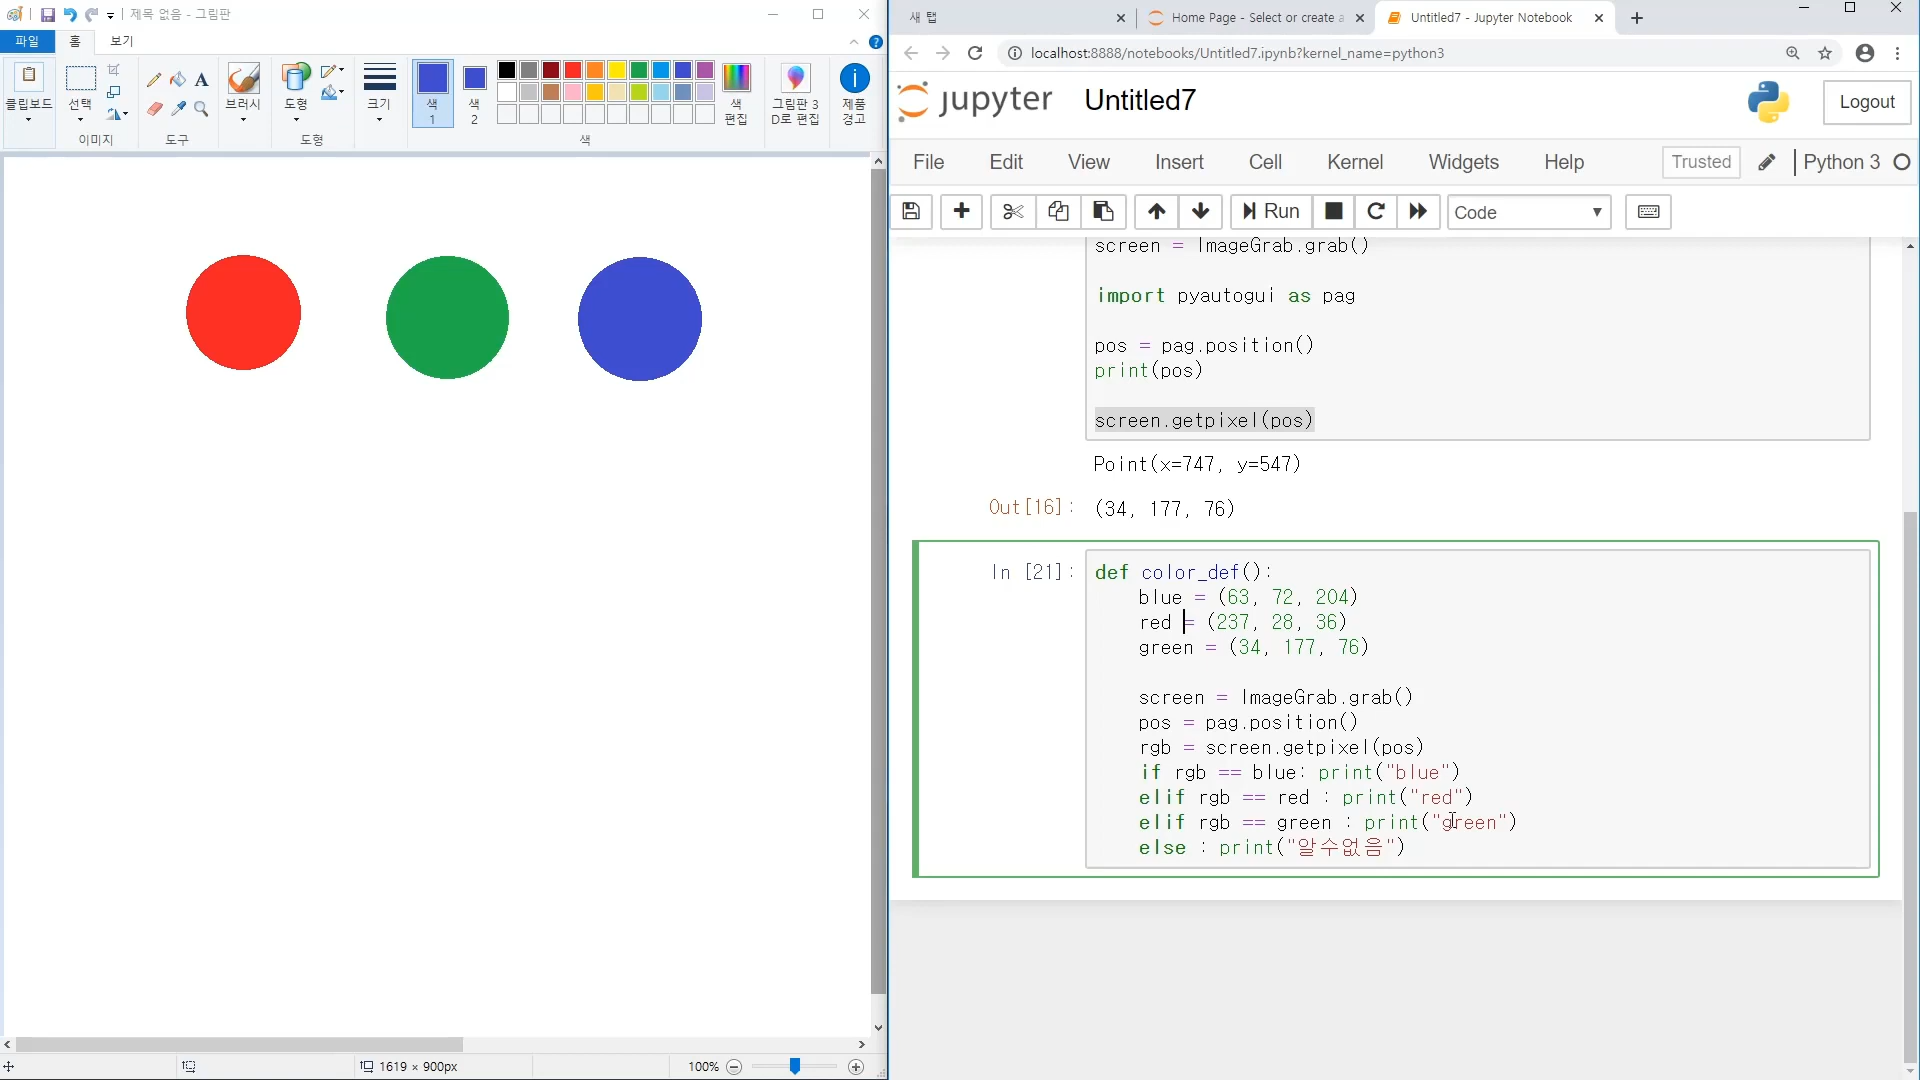 제목 없음 - 그림판
파일
홈
보기
클립보드
선택
이미지
A
도구
브러시
도형
도형
크기
색
1
색
2
색
편집
색
그림판 3
D로 편집
제품
경고
1619 × 900px
100%
새 탭
Home Page - Select or create a
Untitled7 - Jupyter Notebook
localhost:8888/notebooks/Untitled7.ipynb?kernel_name=python3
jupyter
Untitled7
Logout
File Edit View Insert Cell Kernel Widgets Help
Trusted
Python 3
Run
Code
screen = ImageGrab.grab()
import pyautogui as pag
pos = pag.position()
print(pos)
screen.getpixel(pos)
Point(x=747, y=547)
Out[16]: (34, 177, 76)
In [21]: def color_def():
blue = (63, 72, 204)
red = (237, 28, 36)
green = (34, 177, 76)
screen = ImageGrab.grab()
pos = pag.position()
rgb = screen.getpixel(pos)
if rgb == blue: print("blue")
elif rgb == red : print("red")
elif rgb == green : print("green")
else : print("알수없음")